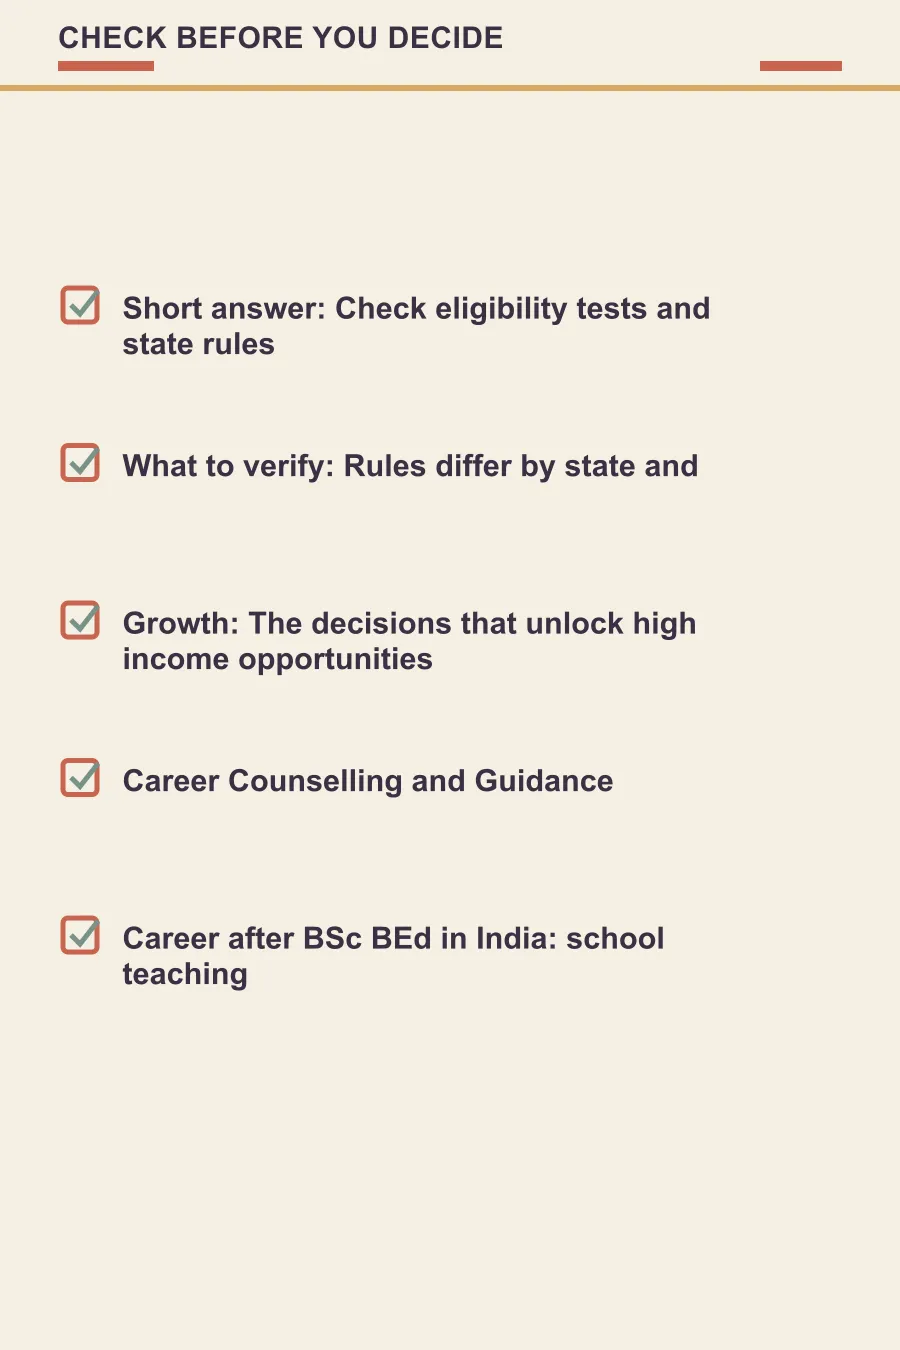 CHECK BEFORE YOU DECIDE
Short answer: Check eligibility tests and
state rules
What to verify: Rules differ by state and
Growth: The decisions that unlock high
income opportunities
Career Counselling and Guidance
Career after BSc BEd in India: school
teaching